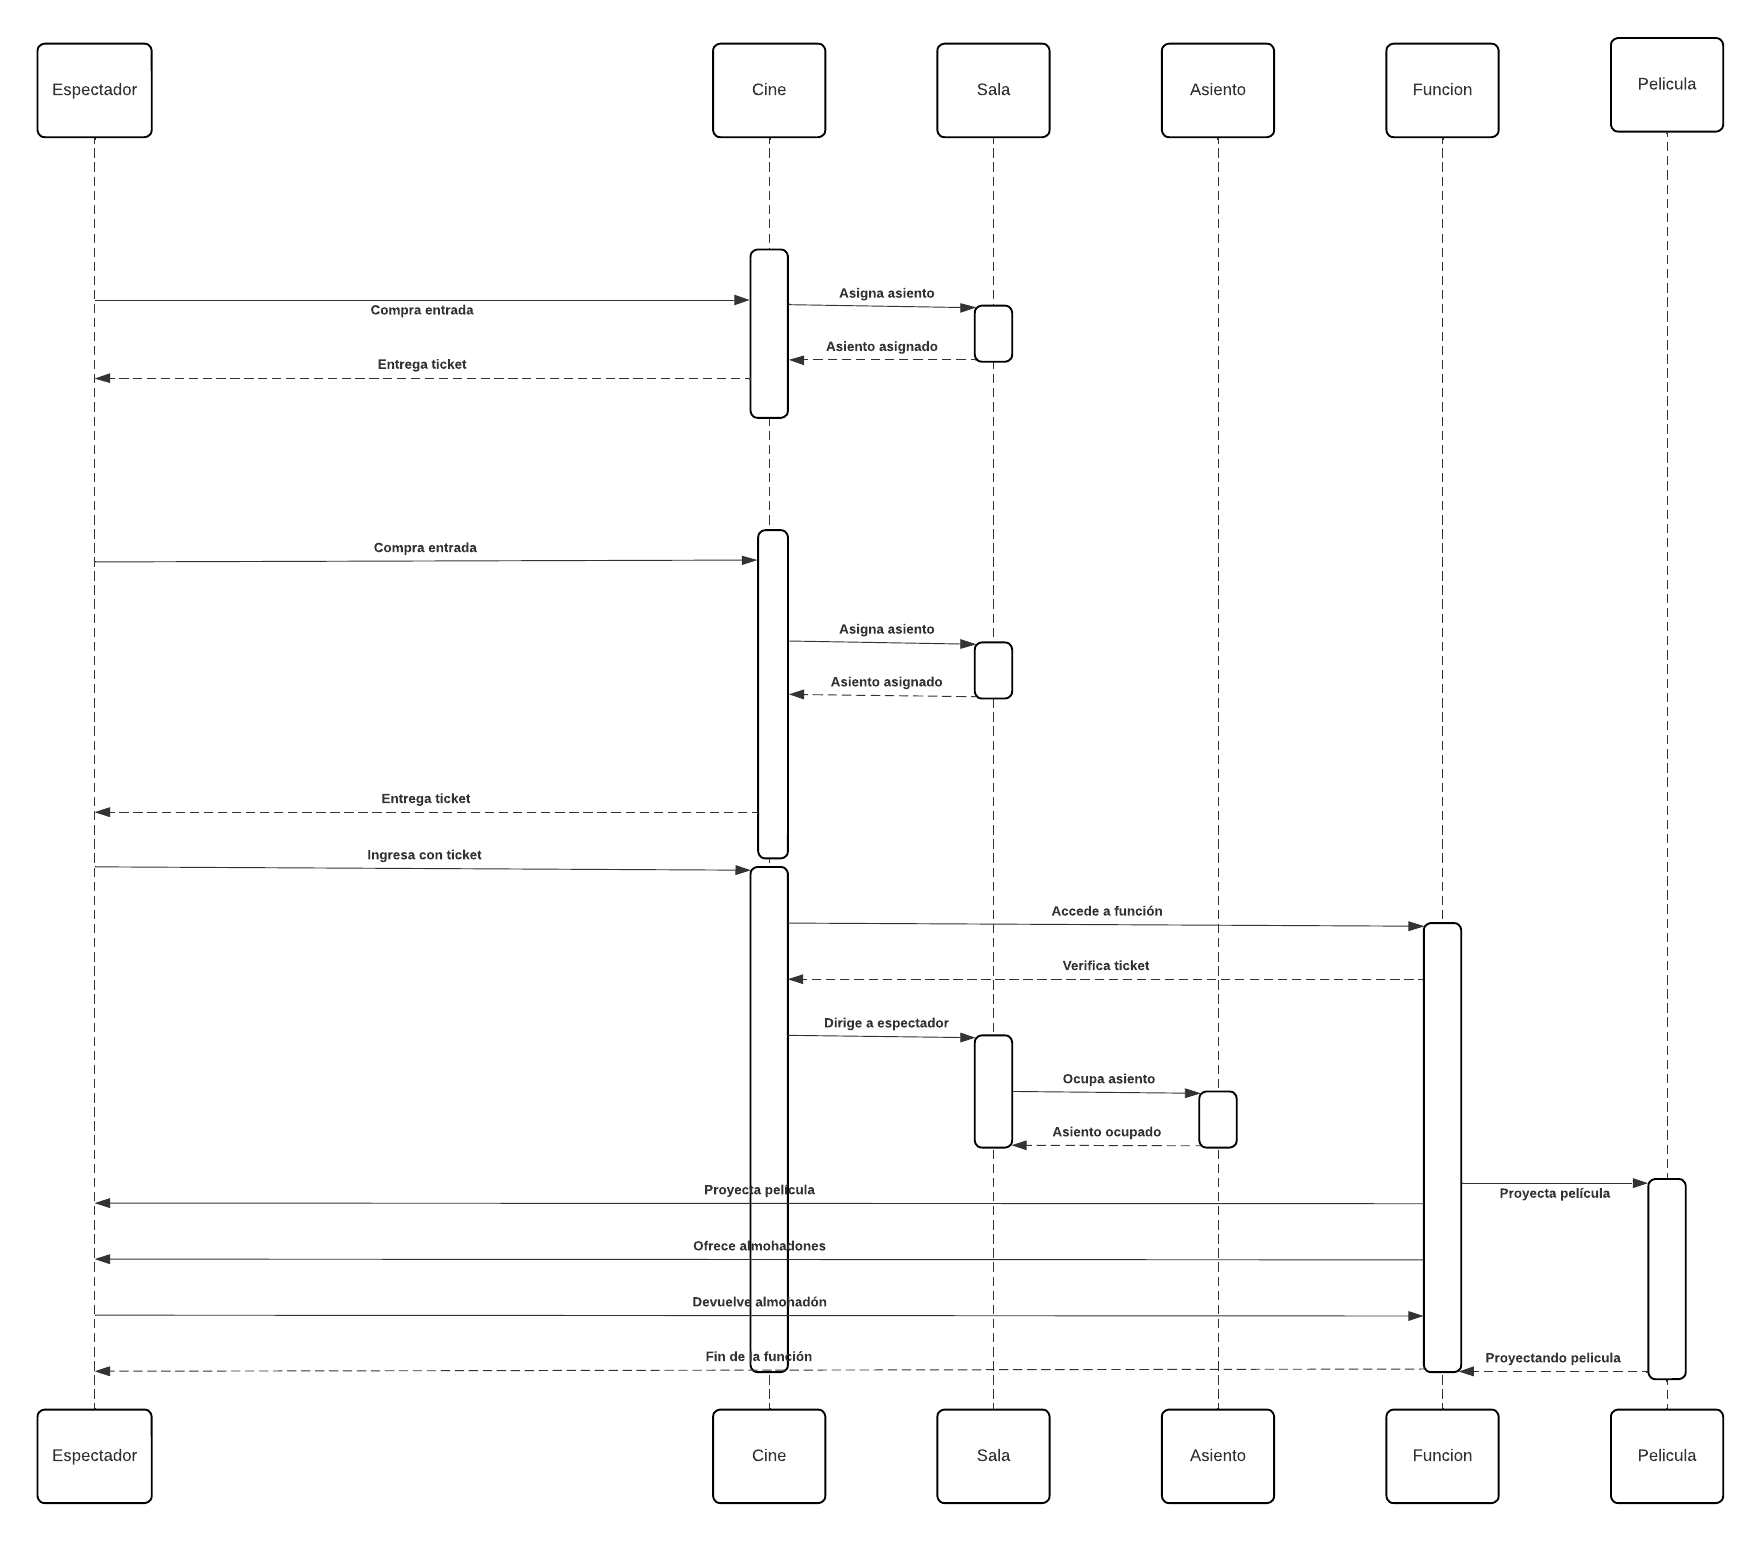 Espectador
Cine
Sala
Asiento
Funcion
Pelicula
Asigna asiento
Compra entrada
Asiento asignado
Entrega ticket
Compra entrada
Asigna asiento
Asiento asignado
Entrega ticket
Ingresa con ticket
Accede a función
Verifica ticket
Dirige a espectador
Ocupa asiento
Asiento ocupado
Proyecta película
Proyecta película
Ofrece almohadones
Devuelve almohadón
Fin de la función
Proyectando pelicula
Espectador
Cine
Sala
Asiento
Funcion
Pelicula